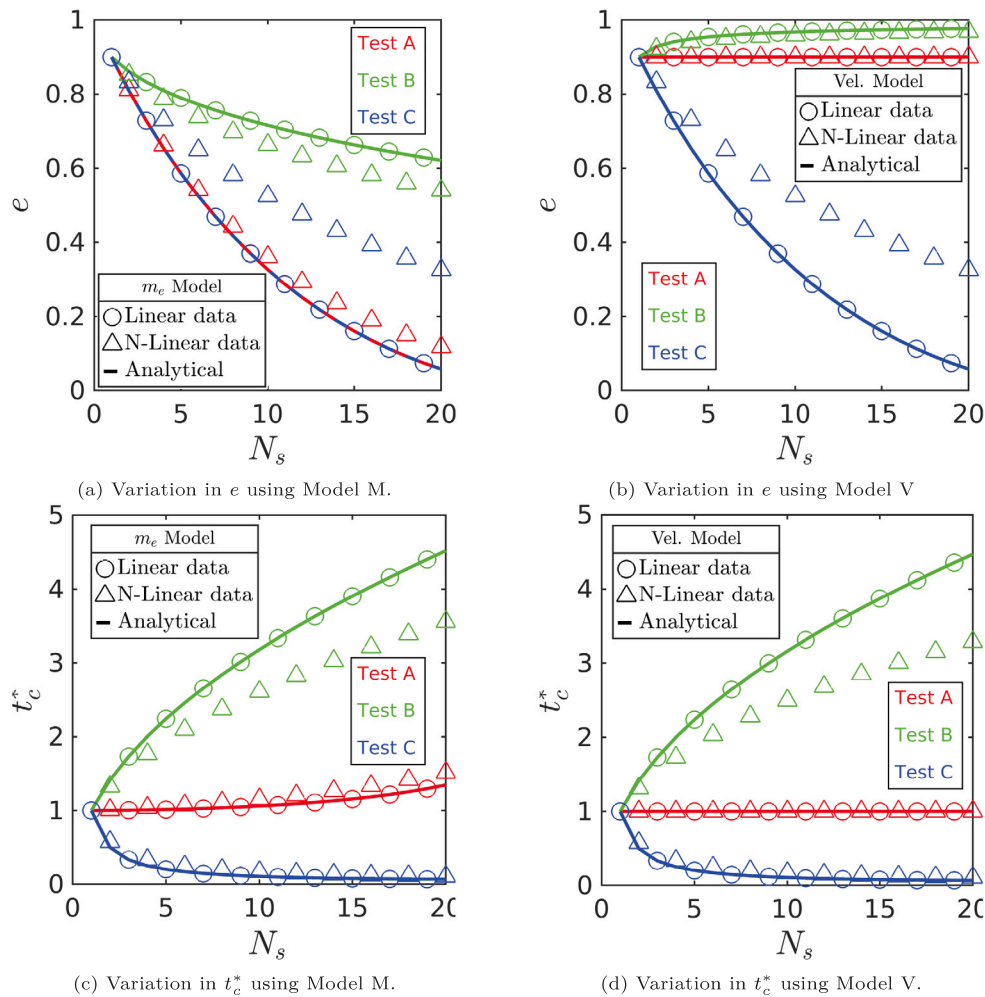 1
0.8
0.6
0.4
0.2
0
e
Test A
Test B
Test C
m_e Model
Linear data
N-Linear data
Analytical
0 5 10 15 20
N_s
(a) Variation in e using Model M.
1
0.8
0.6
0.4
0.2
0
e
Vel. Model
Linear data
N-Linear data
Analytical
Test A
Test B
Test C
0 5 10 15 20
N_s
(b) Variation in e using Model V
5
4
3
2
1
0
t_c^*
m_e Model
Linear data
N-Linear data
Analytical
Test A
Test B
Test C
0 5 10 15 20
N_s
(c) Variation in t_c^* using Model M.
5
4
3
2
1
0
t_c^*
Vel. Model
Linear data
N-Linear data
Analytical
Test A
Test B
Test C
0 5 10 15 20
N_s
(d) Variation in t_c^* using Model V.